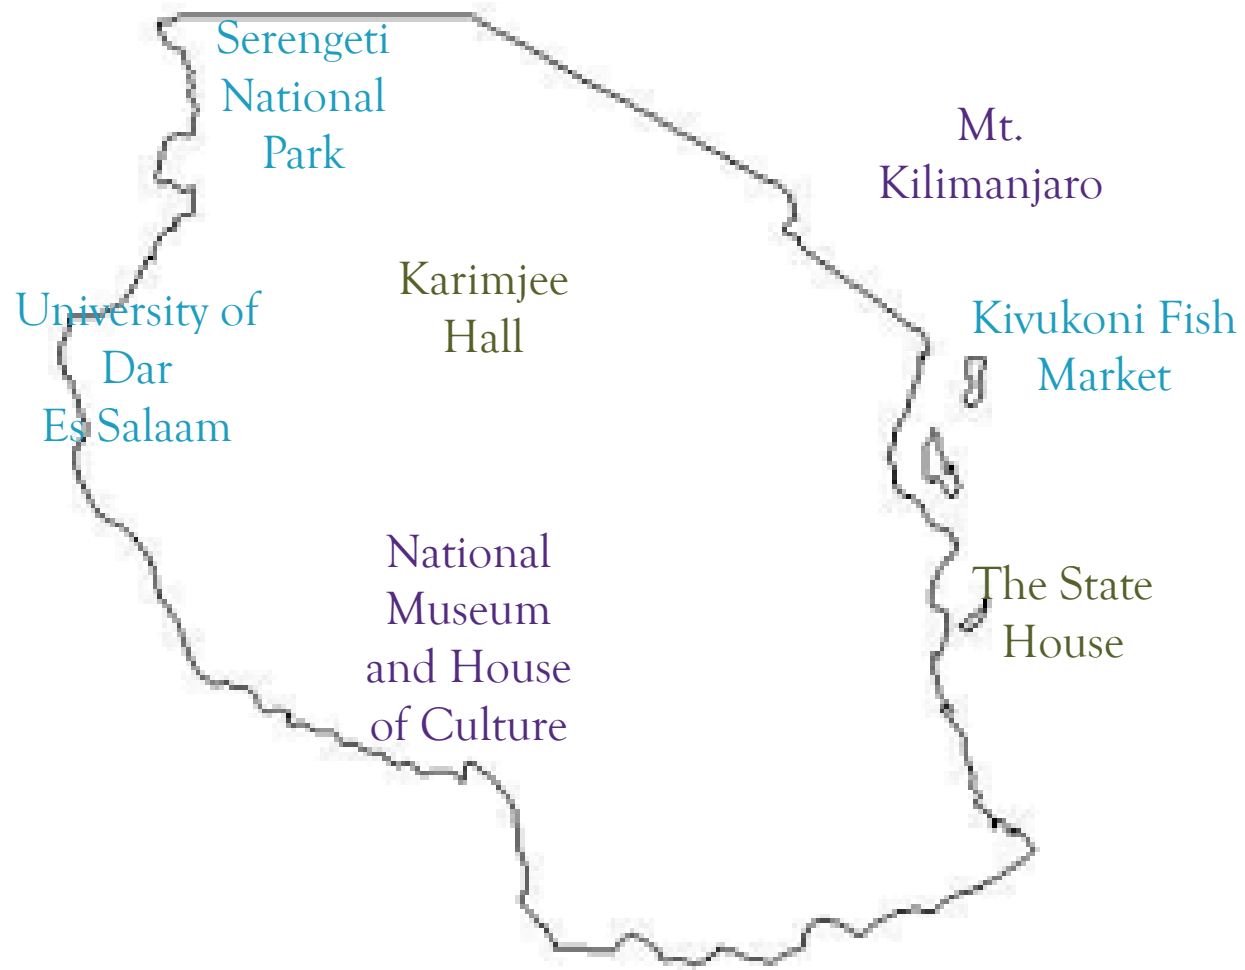 Serengeti
National
Park
Mt.
Kilimanjaro
Karimjee
Hall
University of
Dar
Es Salaam
Kivukoni Fish
Market
National
Museum
and House
of Culture
The State
House